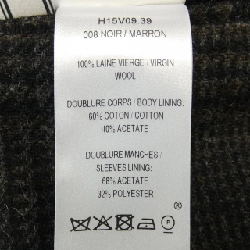 H15V09.39
008 NOIR / MARRON
100% LAINE VIERGE / VIRGIN
WOOL
DOUBLURE CORPS / BODY LINING:
60% COTON / COTTON
40% ACETATE
DOUBLURE MANCHES /
SLEEVES LINING:
68% ACETATE
32% POLYESTER